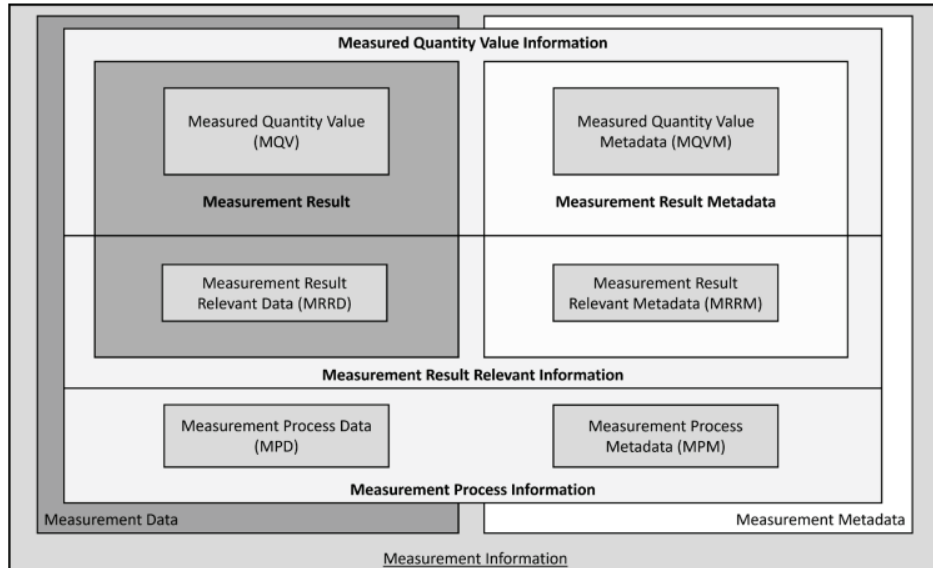 Measured Quantity Value Information
Measured Quantity Value
(MQV)
Measured Quantity Value
Metadata (MQVM)
Measurement Result
Measurement Result Metadata
Measurement Result
Relevant Data (MRRD)
Measurement Result
Relevant Metadata (MRRM)
Measurement Result Relevant Information
Measurement Process Data
(MPD)
Measurement Process
Metadata (MPM)
Measurement Process Information
Measurement Data
Measurement Metadata
Measurement Information